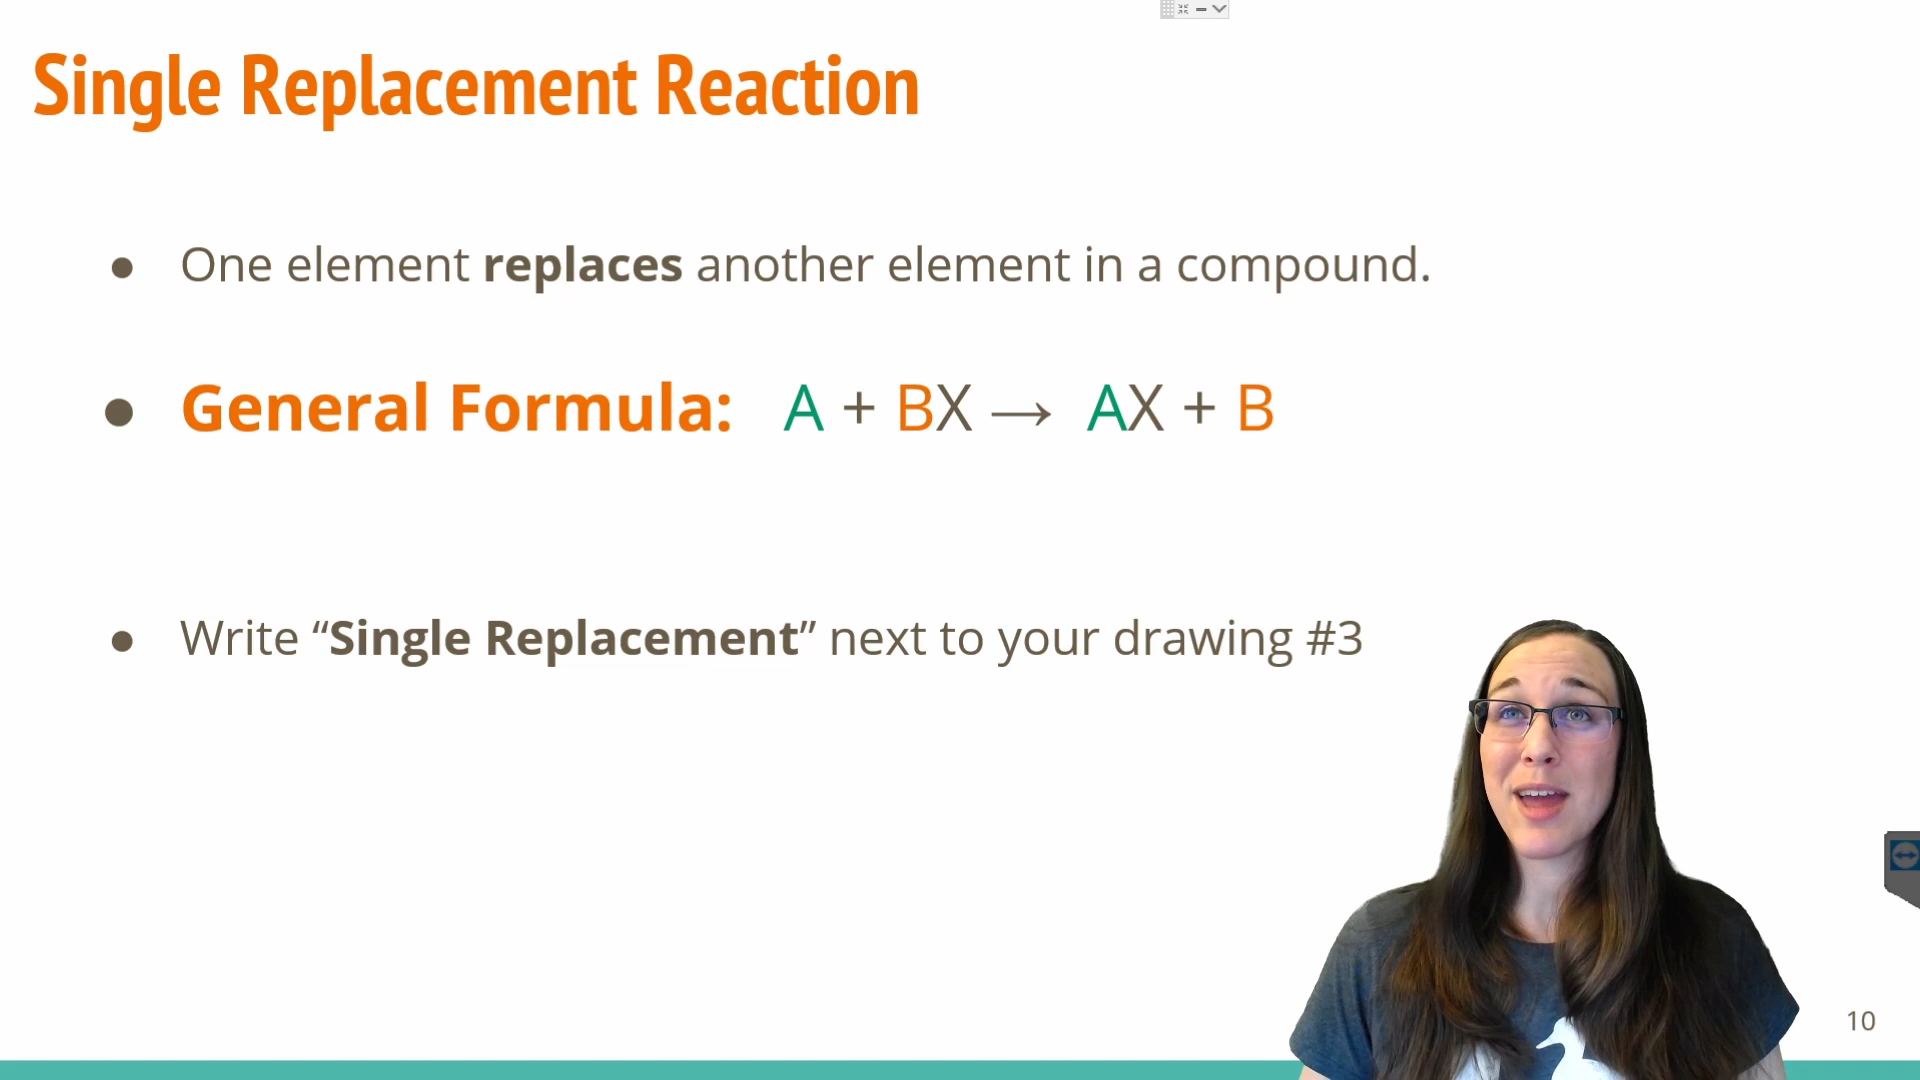 Single Replacement Reaction
● One element replaces another element in a compound.
● General Formula: A + BX → AX + B
● Write “Single Replacement” next to your drawing #3
10